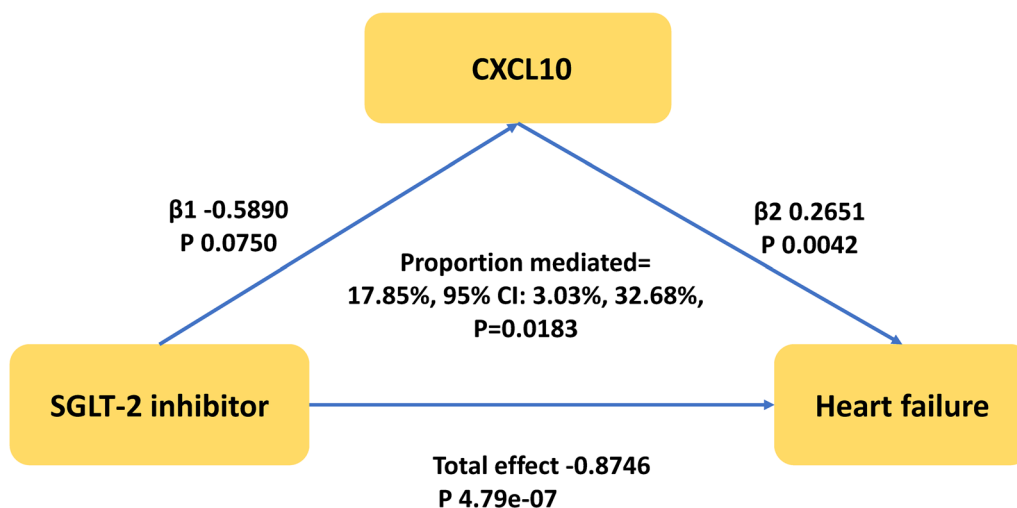 CXCL10
β1 -0.5890
P 0.0750
β2 0.2651
P 0.0042
Proportion mediated=
17.85%, 95% CI: 3.03%, 32.68%,
P=0.0183
SGLT-2 inhibitor
Heart failure
Total effect -0.8746
P 4.79e-07